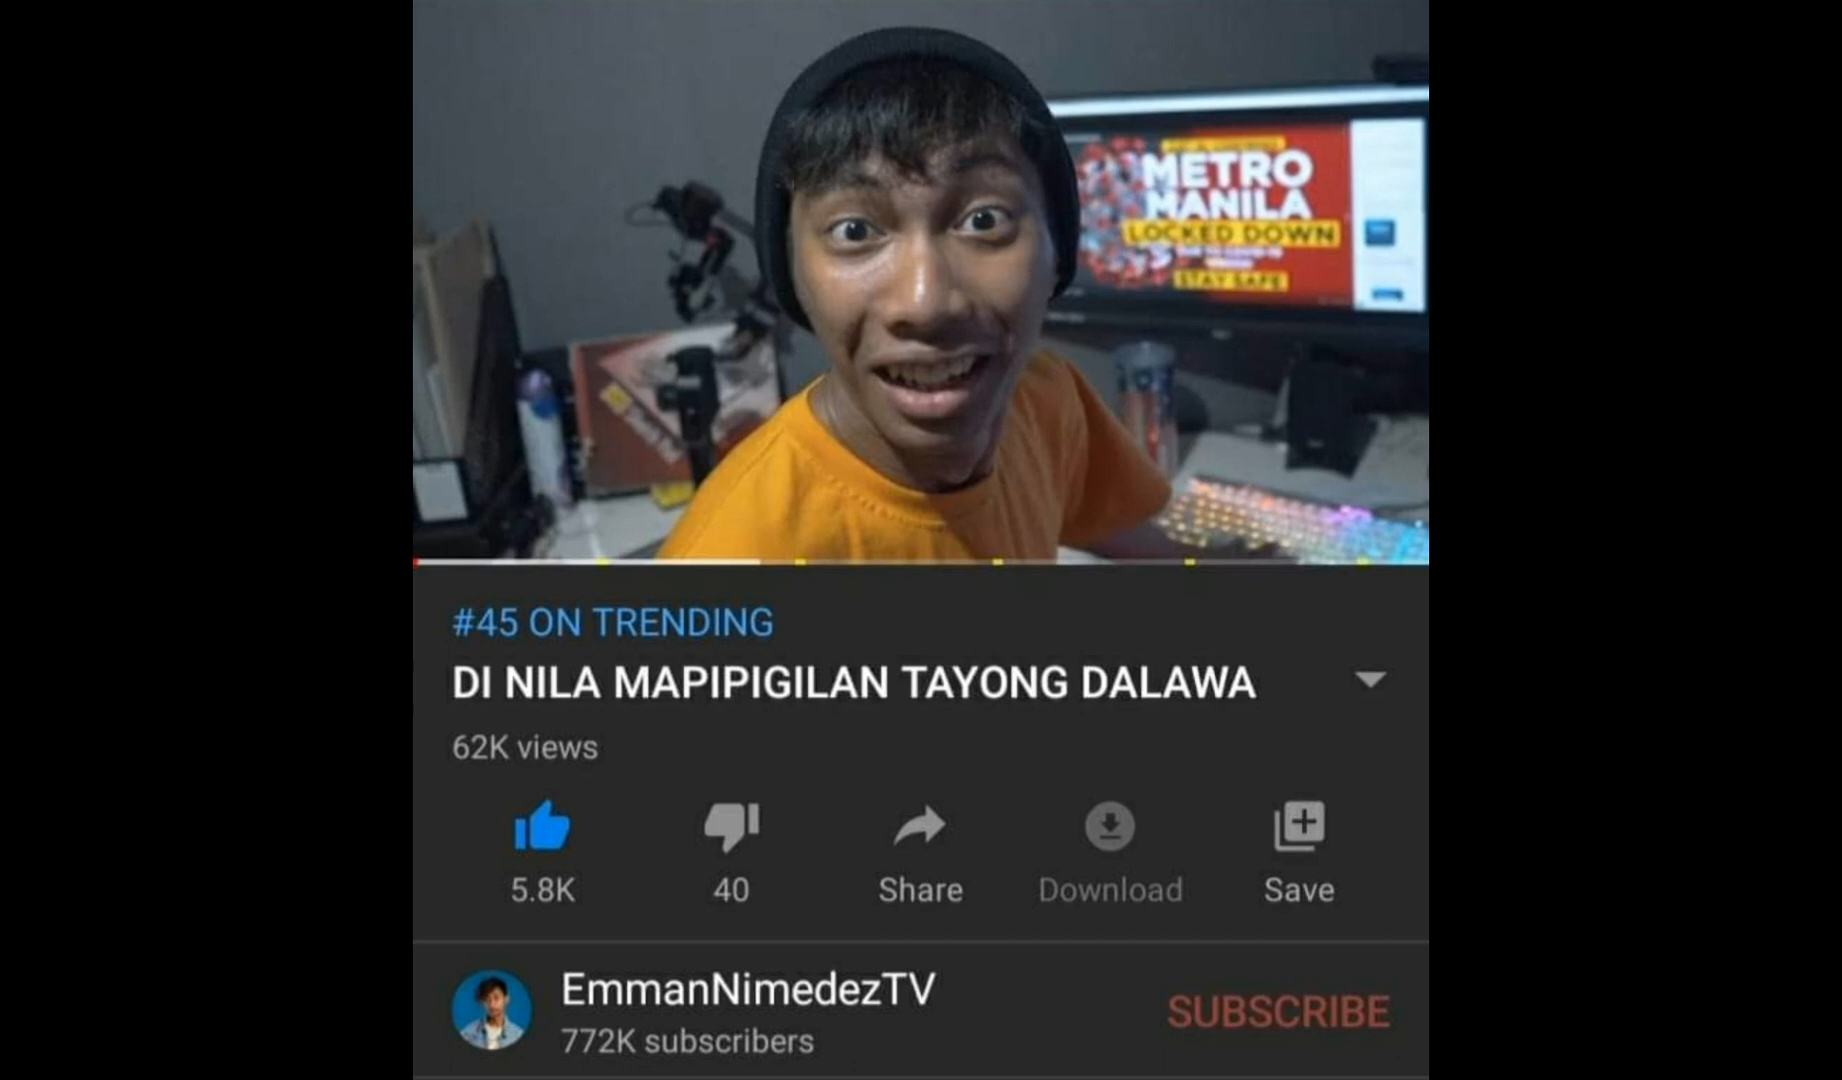 METRO
MANILA
LOCKED DOWN
STAY SAFE
#45 ON TRENDING
DI NILA MAPIPIGILAN TAYONG DALAWA
62K views
5.8K
40
Share
Download
Save
EmmanNimedezTV
772K subscribers
SUBSCRIBE